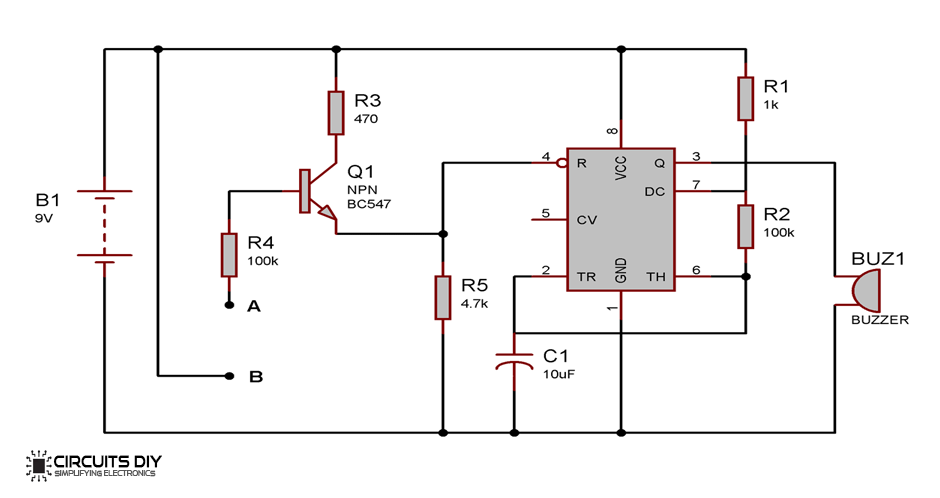 B1
9V
R3
470
Q1
NPN
BC547
R4
100k
A
B
R5
4.7k
4
R
5
CV
2
TR
8
VCC
GND
1
Q
3
DC
7
TH
6
R1
1k
R2
100k
C1
10uF
BUZ1
BUZZER
CIRCUITS DIY
SIMPLIFYING ELECTRONICS